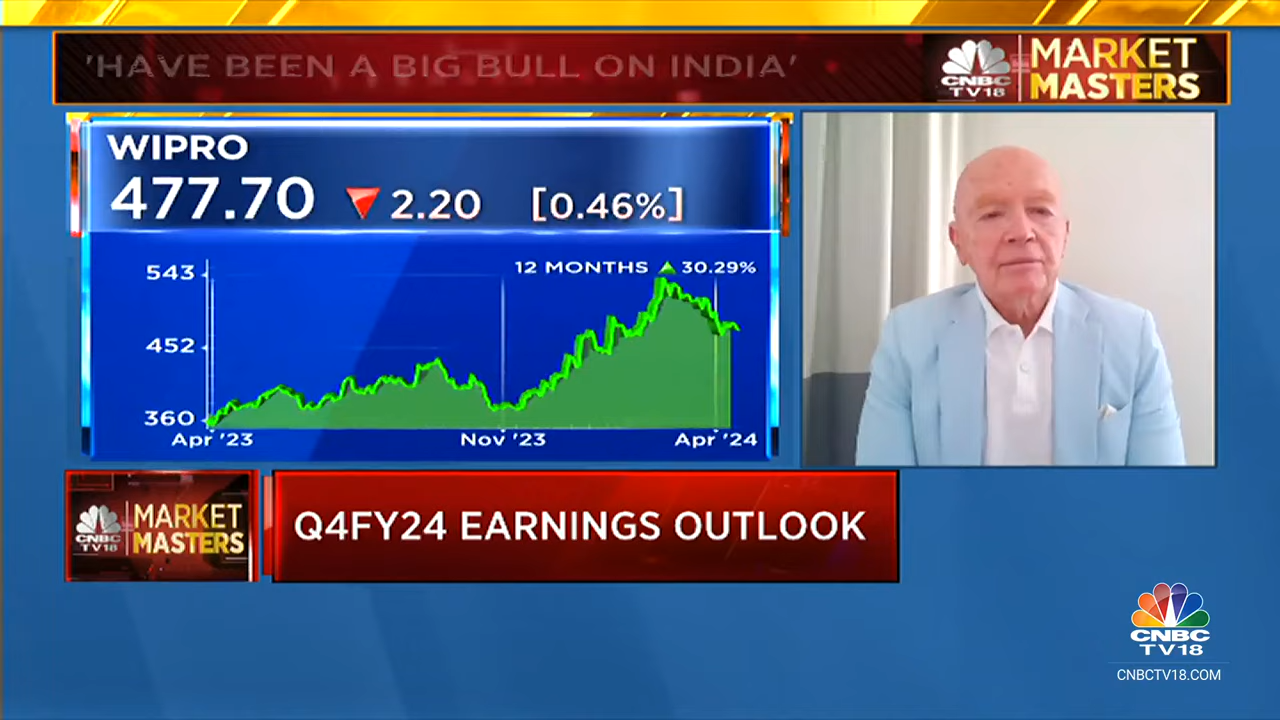 'HAVE BEEN A BIG BULL ON INDIA'
CNBC
TV18
MARKET
MASTERS
WIPRO
477.70 ▼ 2.20 [0.46%]
12 MONTHS ▲ 30.29%
543
452
360
Apr '23 Nov '23 Apr '24
CNBC
TV18
MARKET
MASTERS
Q4FY24 EARNINGS OUTLOOK
CNBC
TV18
CNBCTV18.COM